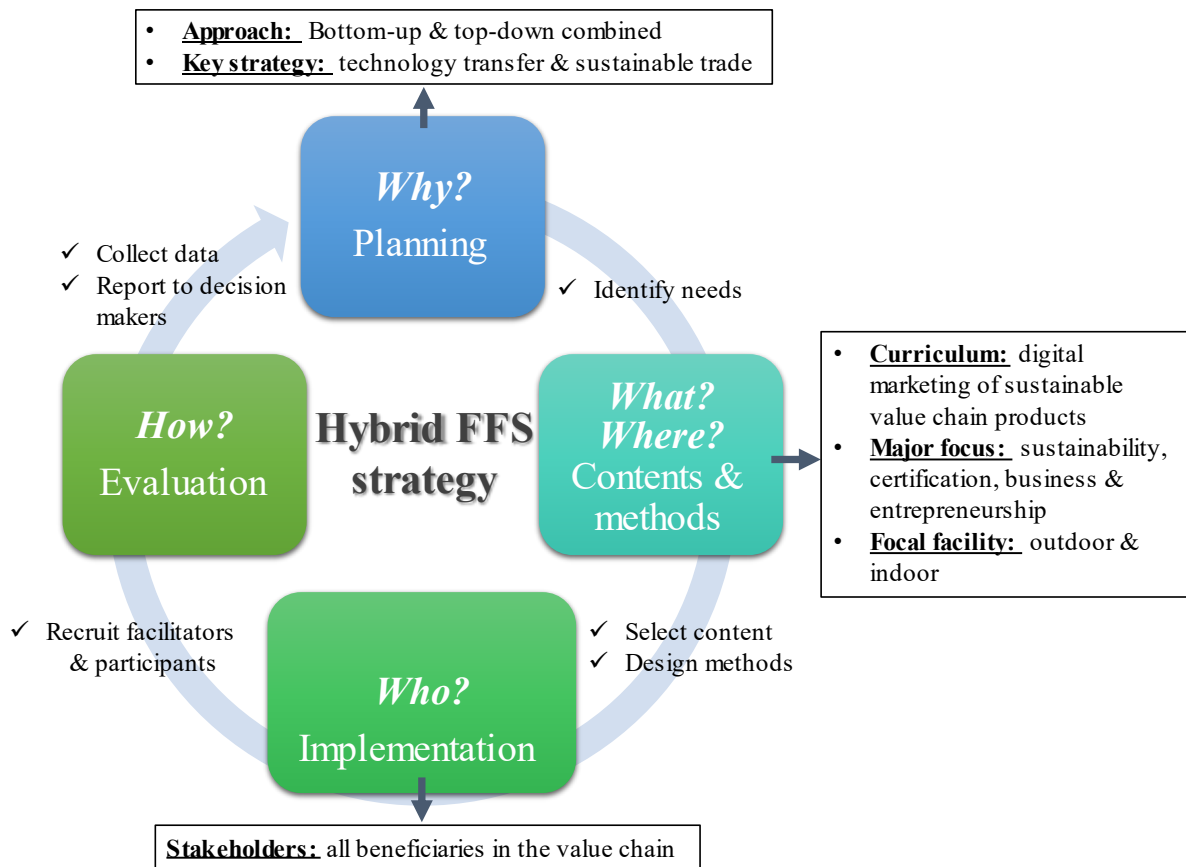 • Approach: Bottom-up & top-down combined
• Key strategy: technology transfer & sustainable trade
Why?
Planning
✓ Collect data
✓ Report to decision
makers
✓ Identify needs
• Curriculum: digital
marketing of sustainable
value chain products
• Major focus: sustainability,
certification, business &
entrepreneurship
• Focal facility: outdoor &
indoor
What?
Where?
Contents &
methods
How?
Evaluation
Hybrid FFS
strategy
✓ Recruit facilitators
& participants
✓ Select content
✓ Design methods
Who?
Implementation
Stakeholders: all beneficiaries in the value chain